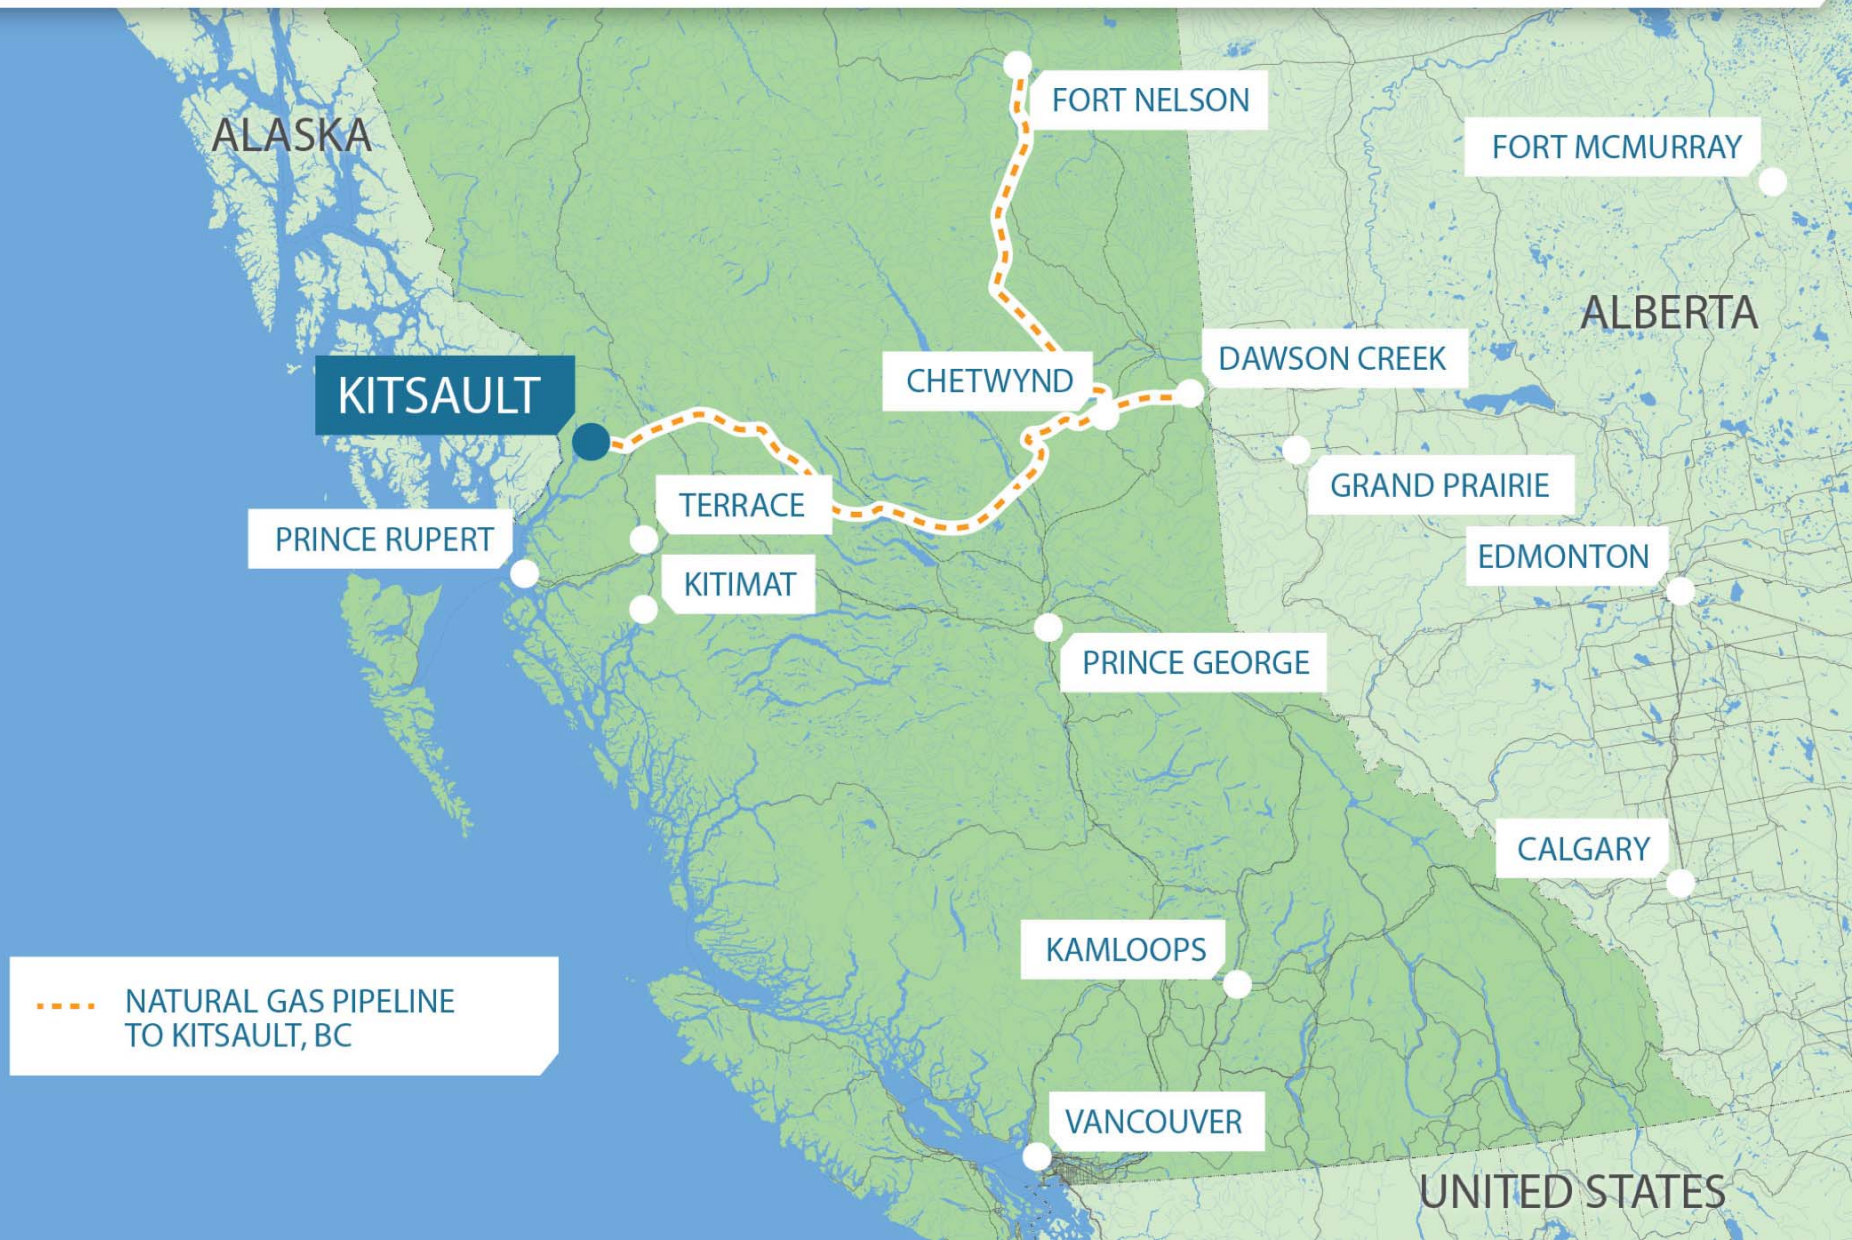 FORT NELSON
ALASKA
FORT MCMURRAY
ALBERTA
DAWSON CREEK
CHETWYND
KITSAULT
GRAND PRAIRIE
TERRACE
PRINCE RUPERT
EDMONTON
KITIMAT
PRINCE GEORGE
CALGARY
KAMLOOPS
NATURAL GAS PIPELINE
TO KITSAULT, BC
VANCOUVER
UNITED STATES